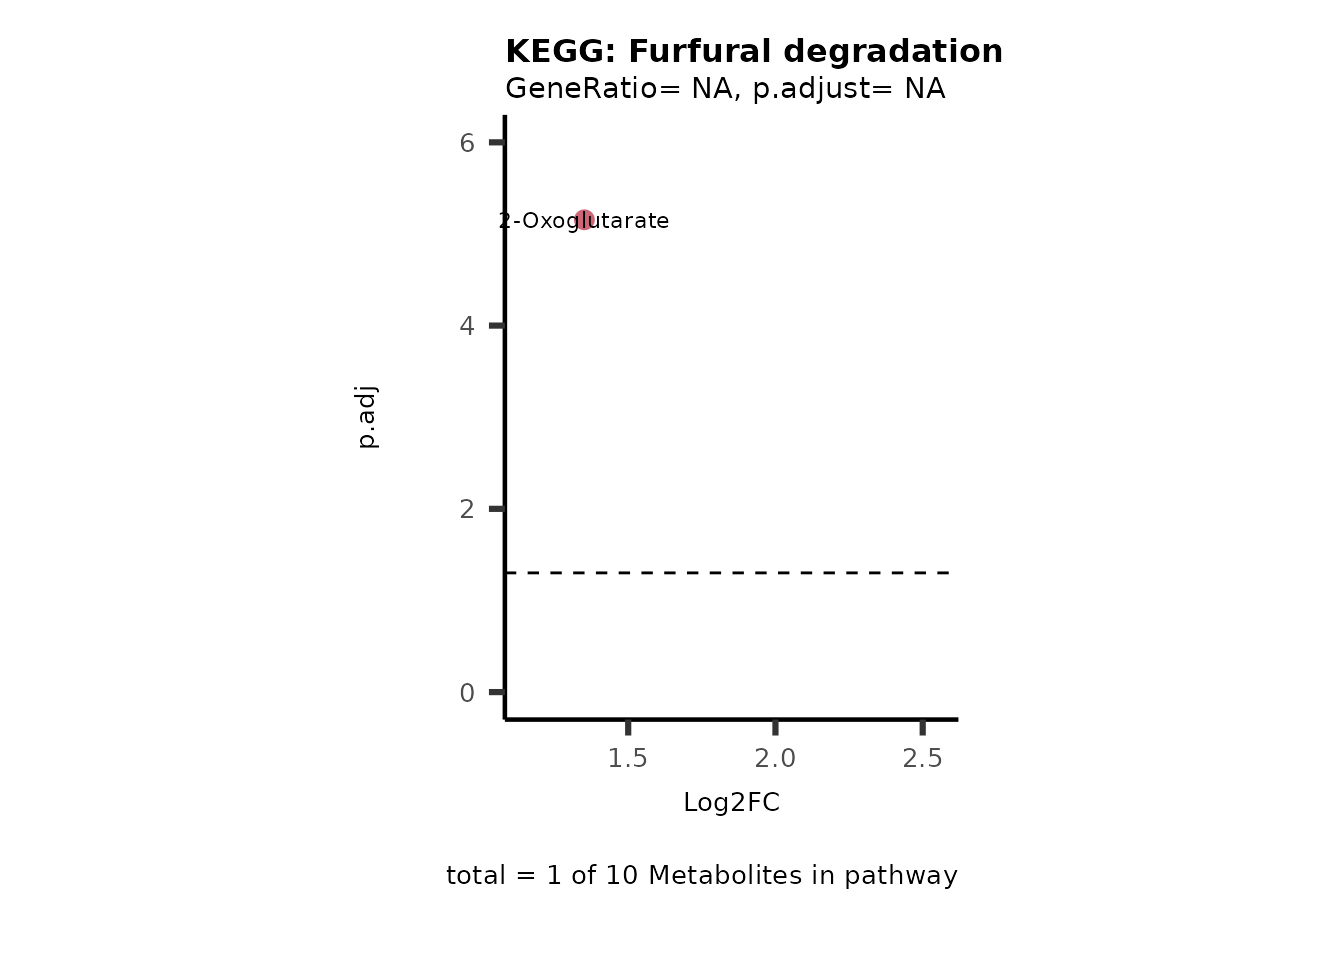 KEGG: Furfural degradation
GeneRatio= NA, p.adjust= NA
6
2-Oxoglutarate
4
p.adj
2
0
1.5 2.0 2.5
Log2FC
total = 1 of 10 Metabolites in pathway